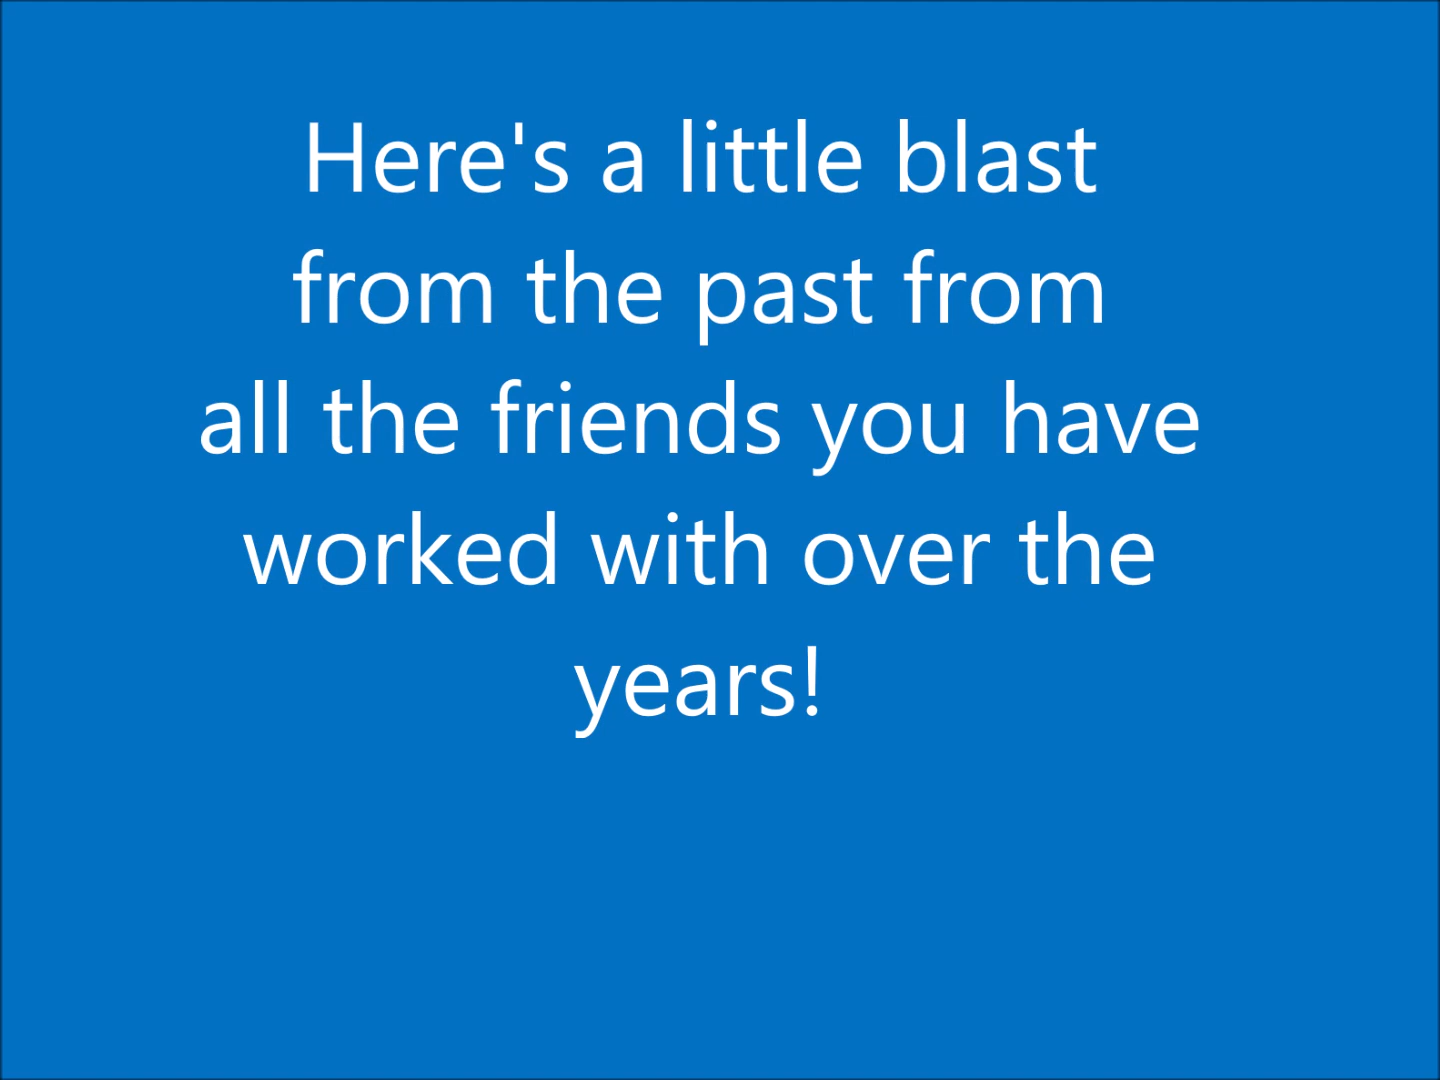 Here's a little blast
from the past from
all the friends you have
worked with over the
years!